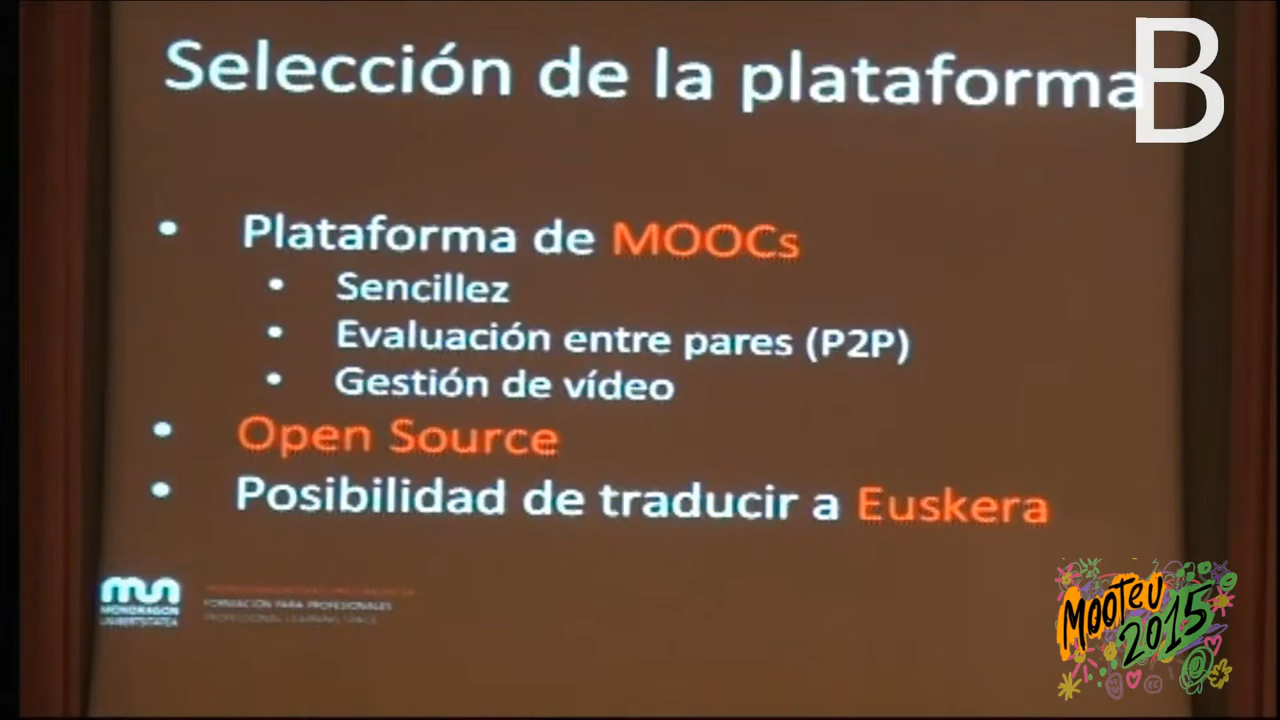 Selección de la plataforma
B
• Plataforma de MOOCs
• Sencillez
• Evaluación entre pares (P2P)
• Gestión de vídeo
• Open Source
• Posibilidad de traducir a Euskera
MONDRAGON
UNIBERTSITATEA
FORMACIÓN PARA PROFESIONALES
PROFESSIONAL LEARNING SPACE
MOOTEU
2015